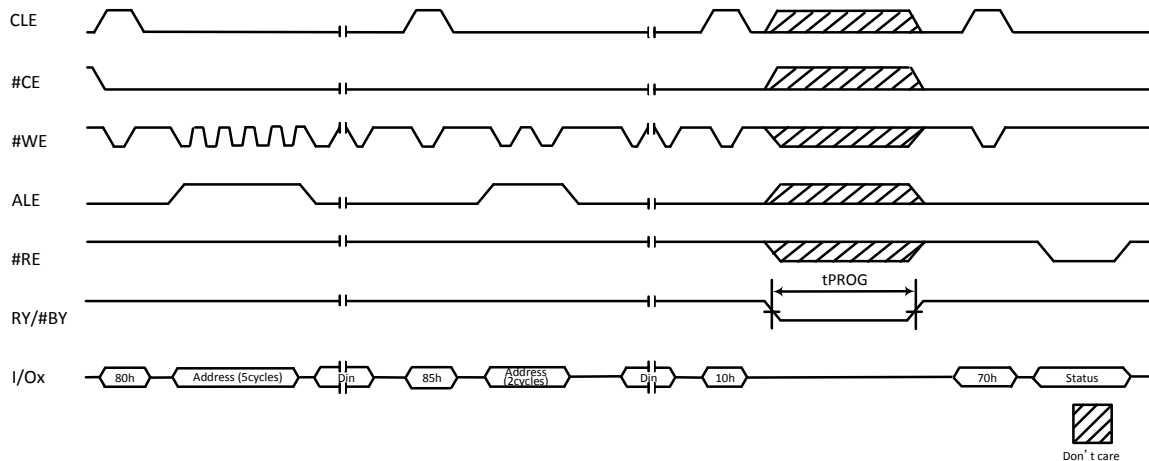 CLE
#CE
#WE
ALE
#RE
tPROG
RY/#BY
I/Ox
80h
Address (5cycles)
Din
85h
Address
(2cycles)
Din
10h
70h
Status
Don’t care